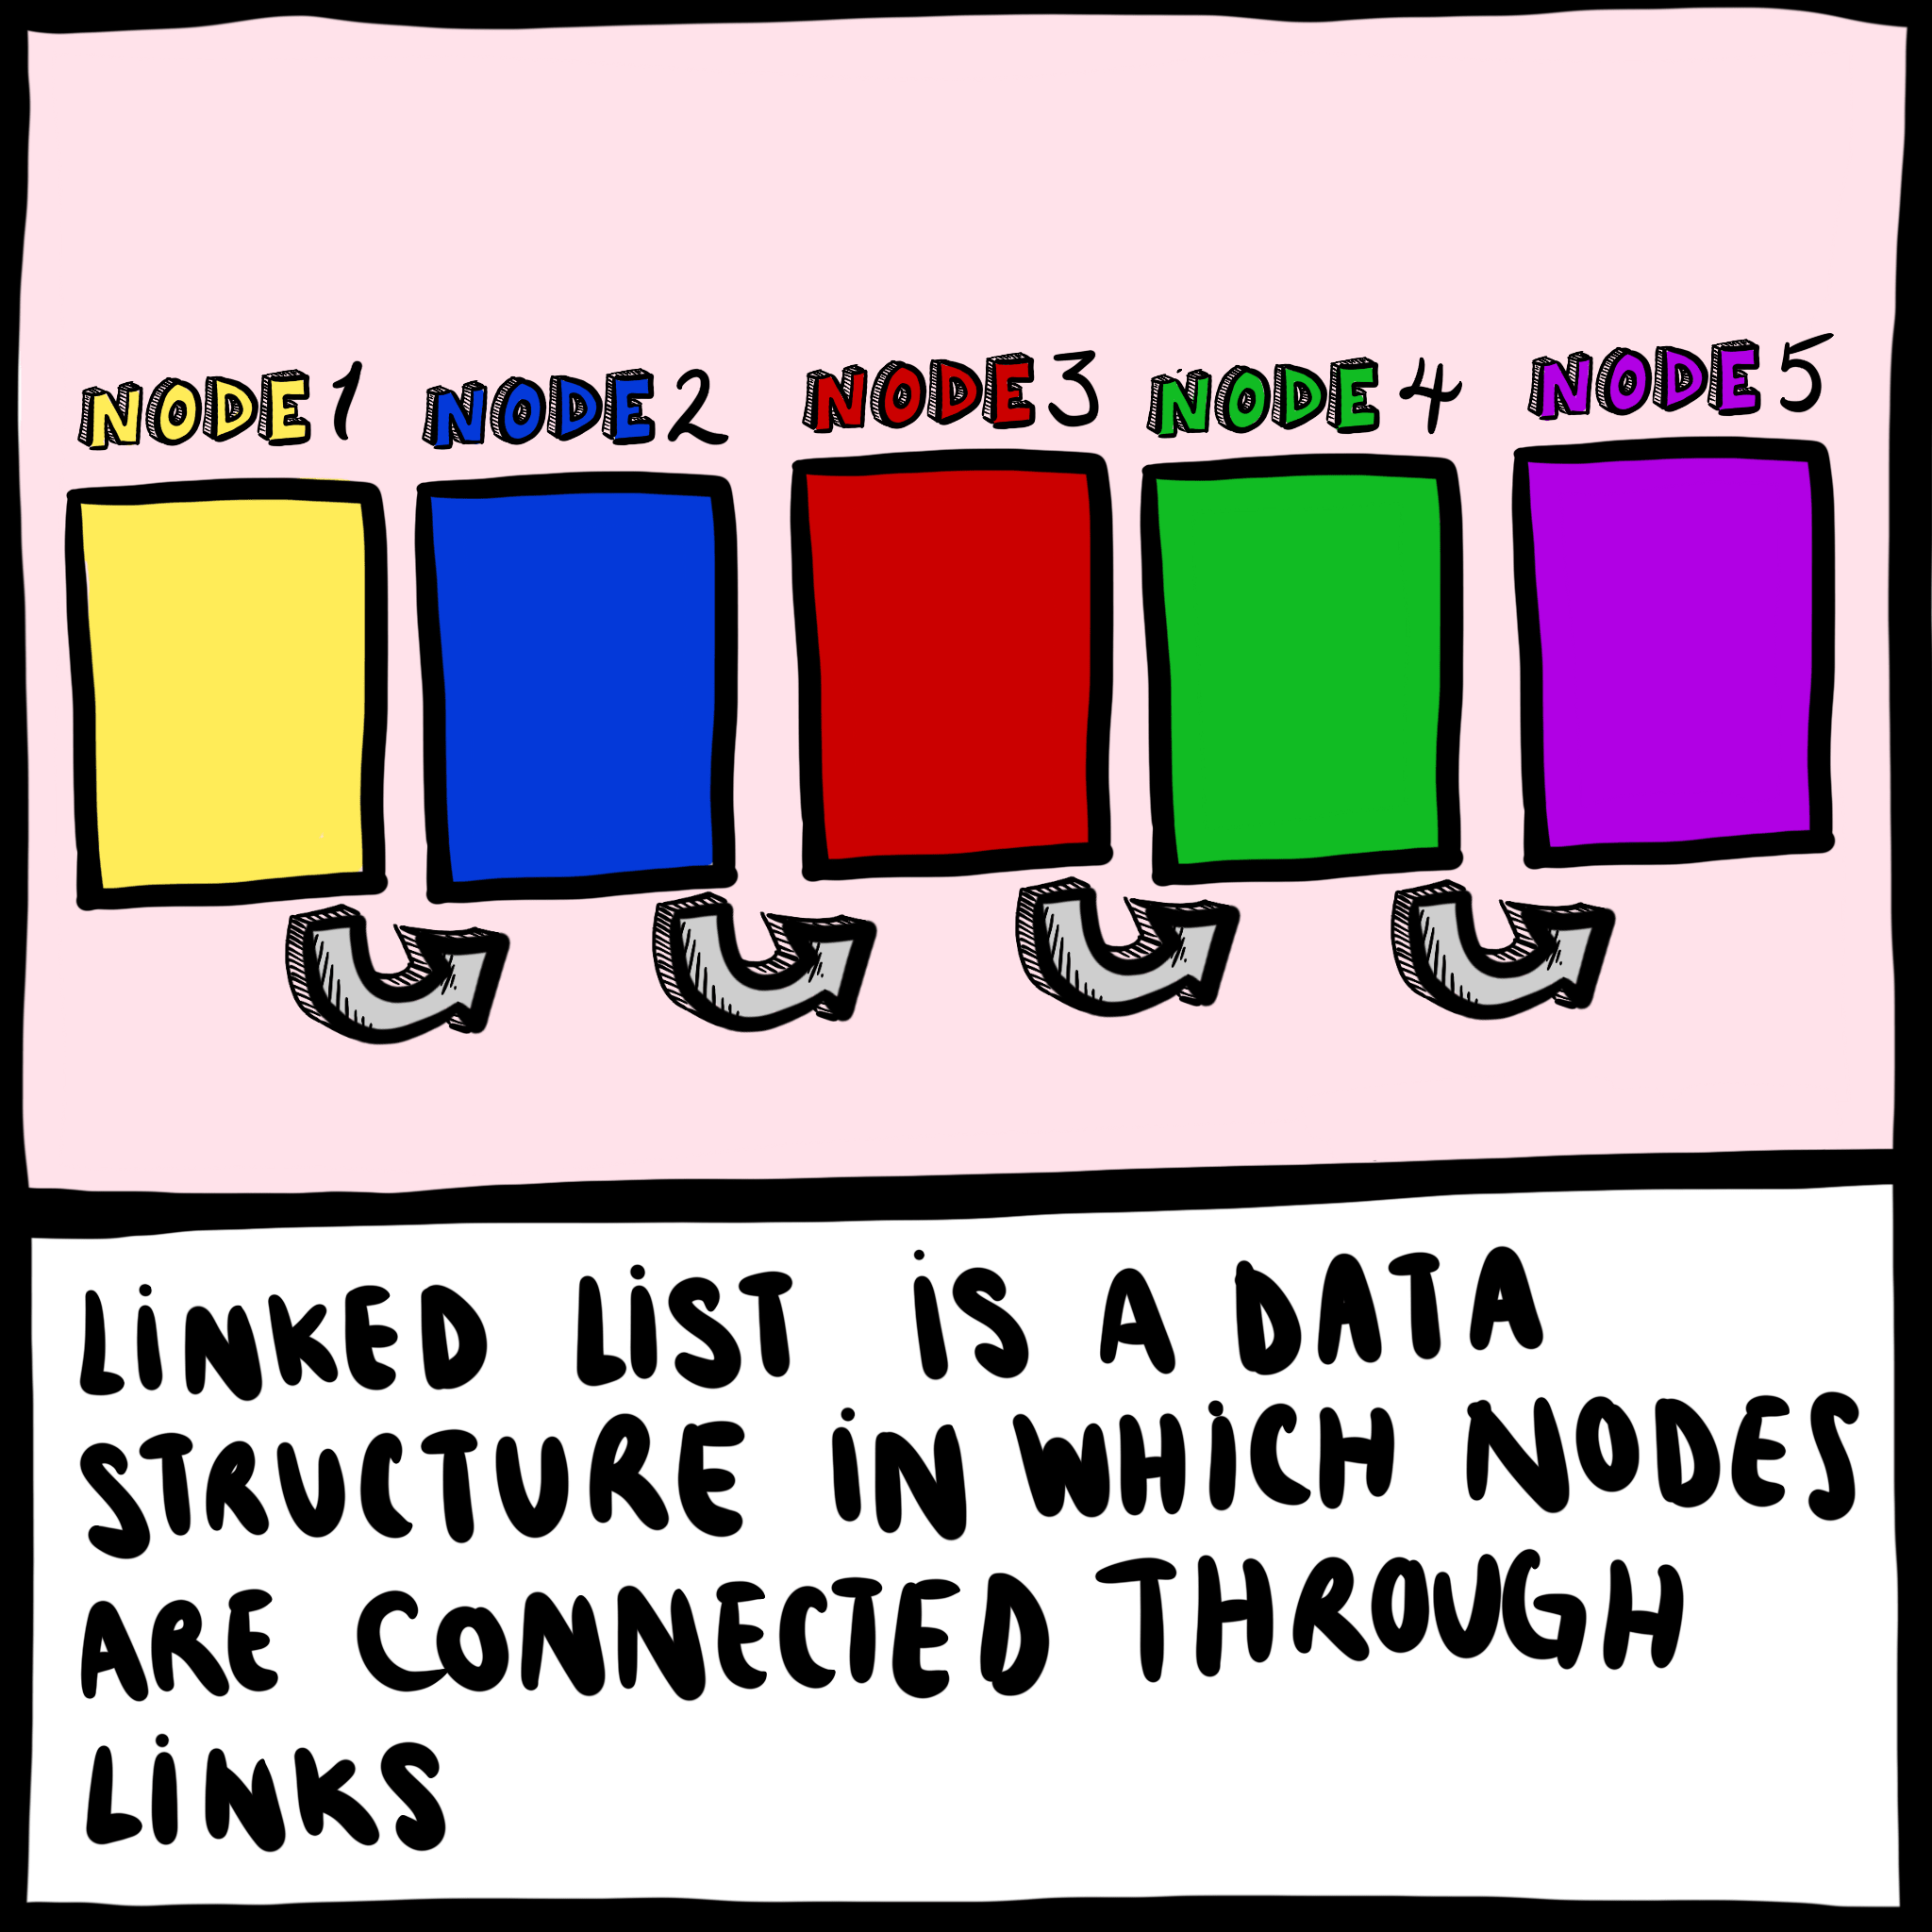 NODE 1 NODE 2 NODE 3 NODE 4 NODE 5
LiNKED LiST iS A DATA
STRUCTURE iN WHiCH NODES
ARE CONNECTED THROUGH
LiNKS